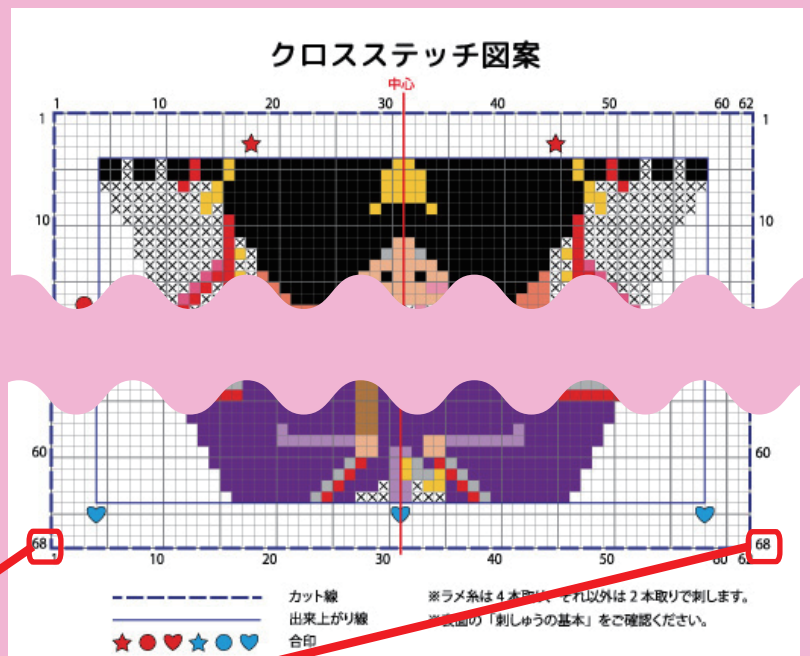 クロスステッチ図案
中心
1 10 20 30 40 50 60 62
1 1
10 10
60 60
68 68
1 10 20 30 40 50 60 62
カット線 ※ラメ糸は4本取り、それ以外は2本取りで刺します。
出来上がり線 ※表面の「刺しゅうの基本」をご確認ください。
合印